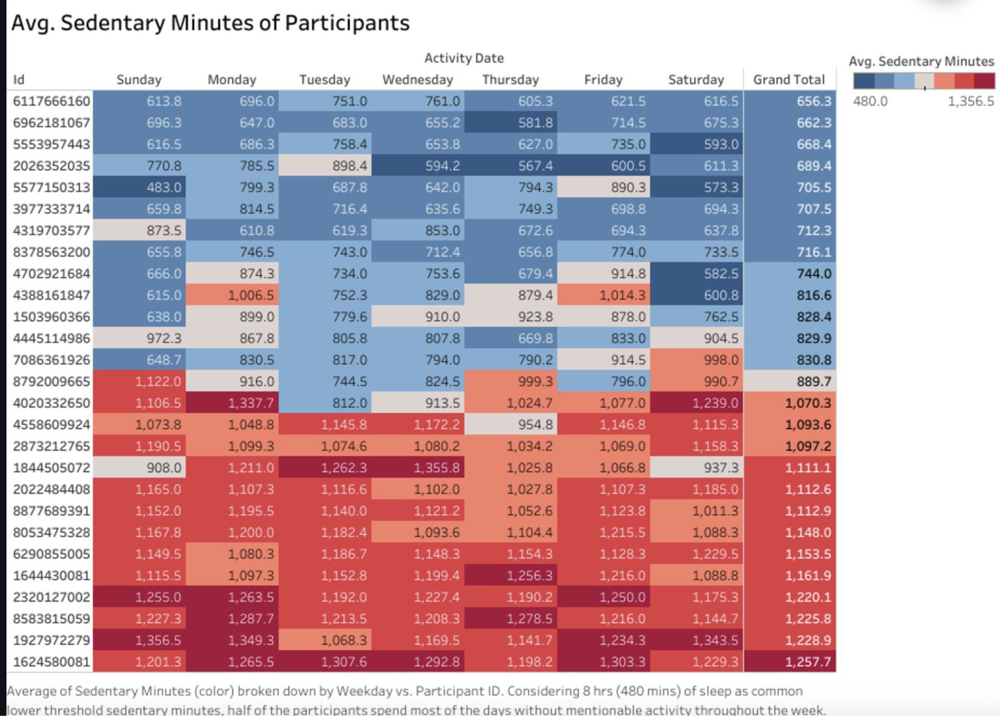 Avg. Sedentary Minutes of Participants
Activity Date
Id Sunday Monday Tuesday Wednesday Thursday Friday Saturday Grand Total
6117666160 613.8 696.0 751.0 761.0 605.3 621.5 616.5 656.3
6962181067 696.3 647.0 683.0 655.2 581.8 714.5 675.3 662.3
5553957443 616.5 686.3 758.4 653.8 627.0 735.0 593.0 668.4
2026352035 770.8 785.5 898.4 594.2 567.4 600.5 611.3 689.4
5577150313 483.0 799.3 687.8 642.0 794.3 890.3 573.3 705.5
3977333714 659.8 814.5 716.4 635.6 749.3 698.8 694.3 707.5
4319703577 873.5 610.8 619.3 853.0 672.6 694.3 637.8 712.3
8378563200 655.8 746.5 743.0 712.4 656.8 774.0 733.5 716.1
4702921684 666.0 874.3 734.0 753.6 679.4 914.8 582.5 744.0
4388161847 615.0 1,006.5 752.3 829.0 879.4 1,014.3 600.8 816.6
1503960366 638.0 899.0 779.6 910.0 923.8 878.0 762.5 828.4
4445114986 972.3 867.8 805.8 807.8 669.8 833.0 904.5 829.9
7086361926 648.7 830.5 817.0 794.0 790.2 914.5 998.0 830.8
8792009665 1,122.0 916.0 744.5 824.5 999.3 796.0 990.7 889.7
4020332650 1,106.5 1,337.7 812.0 913.5 1,024.7 1,077.0 1,239.0 1,070.3
4558609924 1,073.8 1,048.8 1,145.8 1,172.2 954.8 1,146.8 1,115.3 1,093.6
2873212765 1,190.5 1,099.3 1,074.6 1,080.2 1,034.2 1,069.0 1,158.3 1,097.2
1844505072 908.0 1,211.0 1,262.3 1,355.8 1,025.8 1,066.8 937.3 1,111.1
2022484408 1,165.0 1,107.3 1,116.6 1,102.0 1,027.8 1,107.3 1,185.0 1,112.6
8877689391 1,152.0 1,195.5 1,140.0 1,121.2 1,052.6 1,123.8 1,011.3 1,112.9
8053475328 1,167.8 1,200.0 1,182.4 1,093.6 1,104.4 1,215.5 1,088.3 1,148.0
6290855005 1,149.5 1,080.3 1,186.7 1,148.3 1,154.3 1,128.3 1,229.5 1,153.5
1644430081 1,115.5 1,097.3 1,152.8 1,199.4 1,256.3 1,216.0 1,088.8 1,161.9
2320127002 1,255.0 1,263.5 1,192.0 1,227.4 1,190.2 1,250.0 1,175.3 1,220.1
8583815059 1,227.3 1,287.7 1,213.5 1,208.3 1,278.5 1,216.0 1,144.7 1,225.8
1927972279 1,356.5 1,349.3 1,068.3 1,169.5 1,141.7 1,234.3 1,343.5 1,228.9
1624580081 1,201.3 1,265.5 1,307.6 1,292.8 1,198.2 1,303.3 1,229.3 1,257.7
Avg. Sedentary Minutes
480.0 1,356.5
Average of Sedentary Minutes (color) broken down by Weekday vs. Participant ID. Considering 8 hrs (480 mins) of sleep as common
lower threshold sedentary minutes, half of the participants spend most of the days without mentionable activity throughout the week.